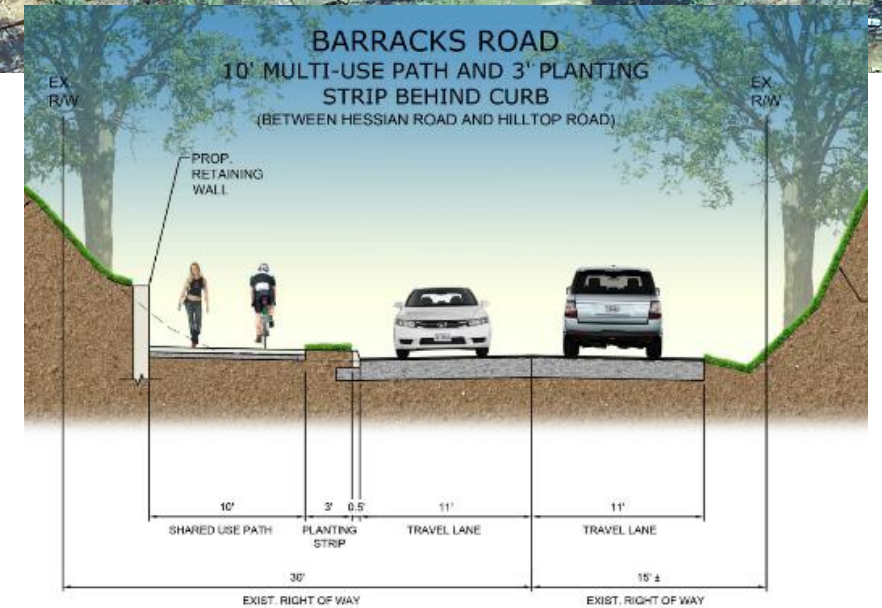 BARRACKS ROAD
10' MULTI-USE PATH AND 3' PLANTING
STRIP BEHIND CURB
(BETWEEN HESSIAN ROAD AND HILLTOP ROAD)
EX.
R/W
EX.
R/W
PROP.
RETAINING
WALL
10'
3'
0.5'
11'
11'
SHARED USE PATH
PLANTING
STRIP
TRAVEL LANE
TRAVEL LANE
30'
15' ±
EXIST. RIGHT OF WAY
EXIST. RIGHT OF WAY